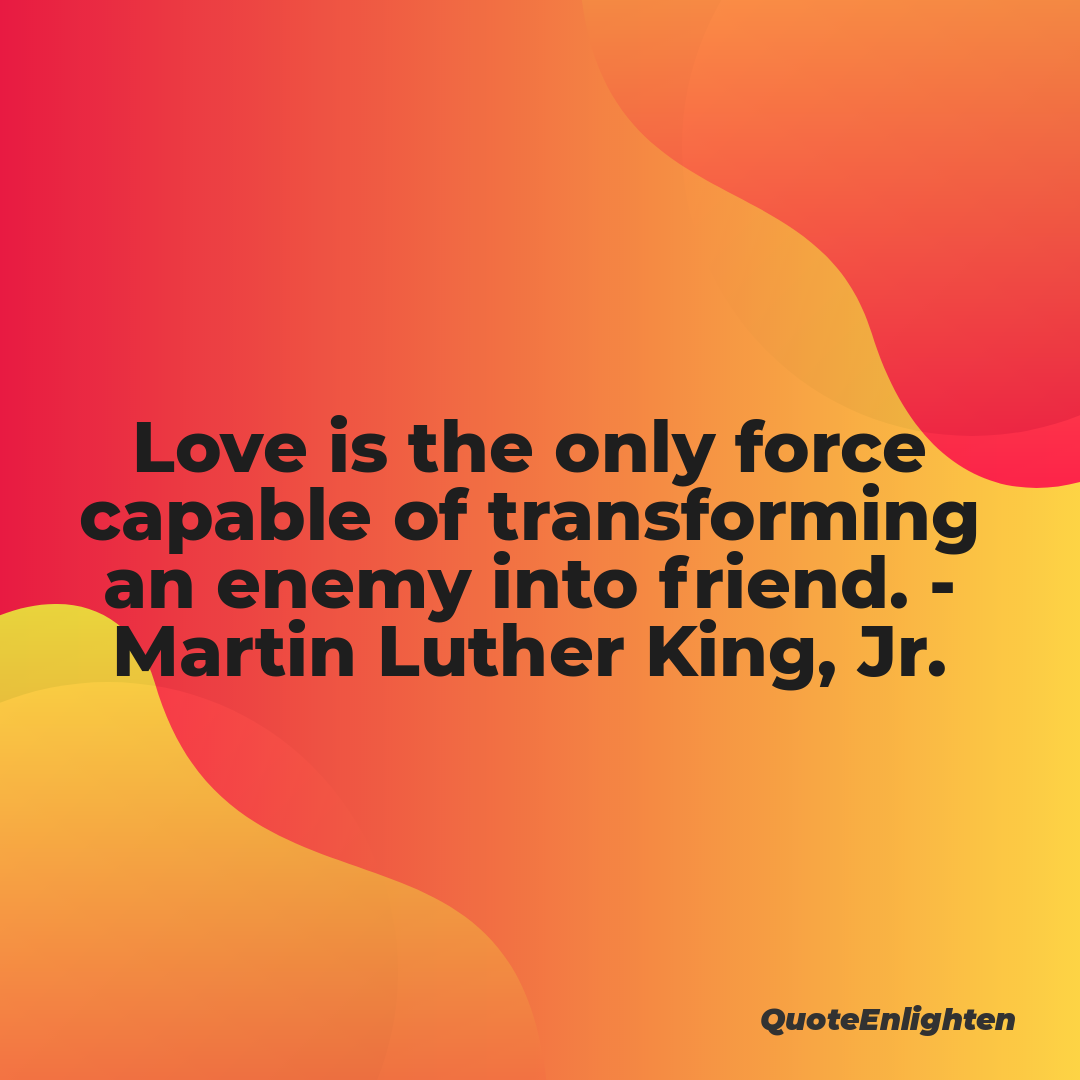 Love is the only force
capable of transforming
an enemy into friend. -
Martin Luther King, Jr.
QuoteEnlighten